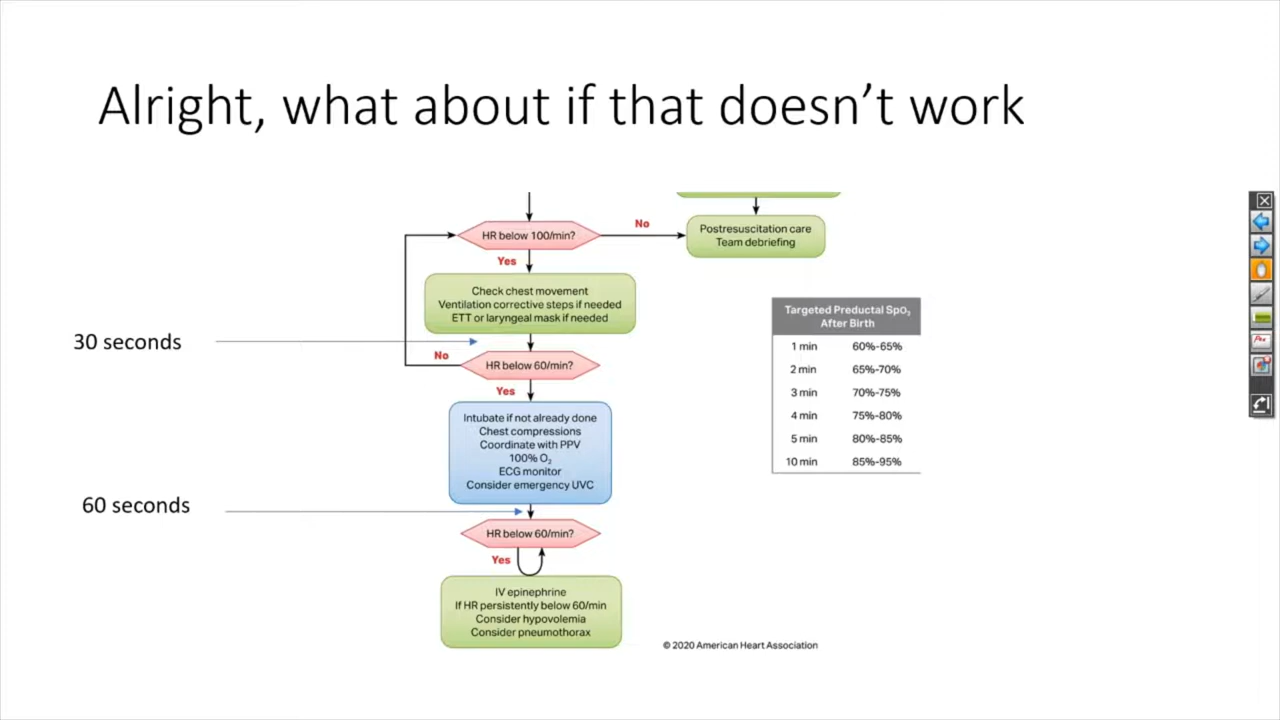 Alright, what about if that doesn’t work
HR below 100/min?
No
Postresuscitation care
Team debriefing
Yes
Check chest movement
Ventilation corrective steps if needed
ETT or laryngeal mask if needed
30 seconds
No
HR below 60/min?
Yes
Intubate if not already done
Chest compressions
Coordinate with PPV
100% O₂
ECG monitor
Consider emergency UVC
60 seconds
HR below 60/min?
Yes
IV epinephrine
If HR persistently below 60/min
Consider hypovolemia
Consider pneumothorax
Targeted Preductal SpO₂
After Birth
1 min 60%-65%
2 min 65%-70%
3 min 70%-75%
4 min 75%-80%
5 min 80%-85%
10 min 85%-95%
© 2020 American Heart Association